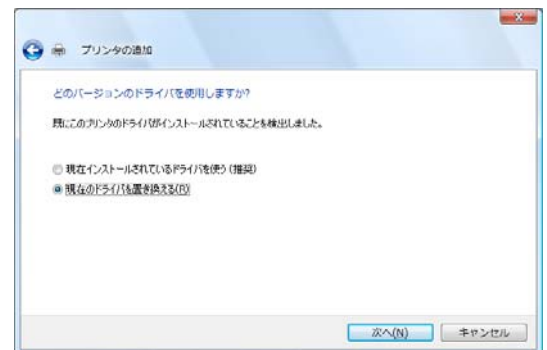 プリンタの追加
どのバージョンのドライバを使用しますか?
既にこのプリンタのドライバがインストールされていることを検出しました。
現在インストールされているドライバを使う(推奨)
現在のドライバを置き換える(R)
次へ(N)
キャンセル